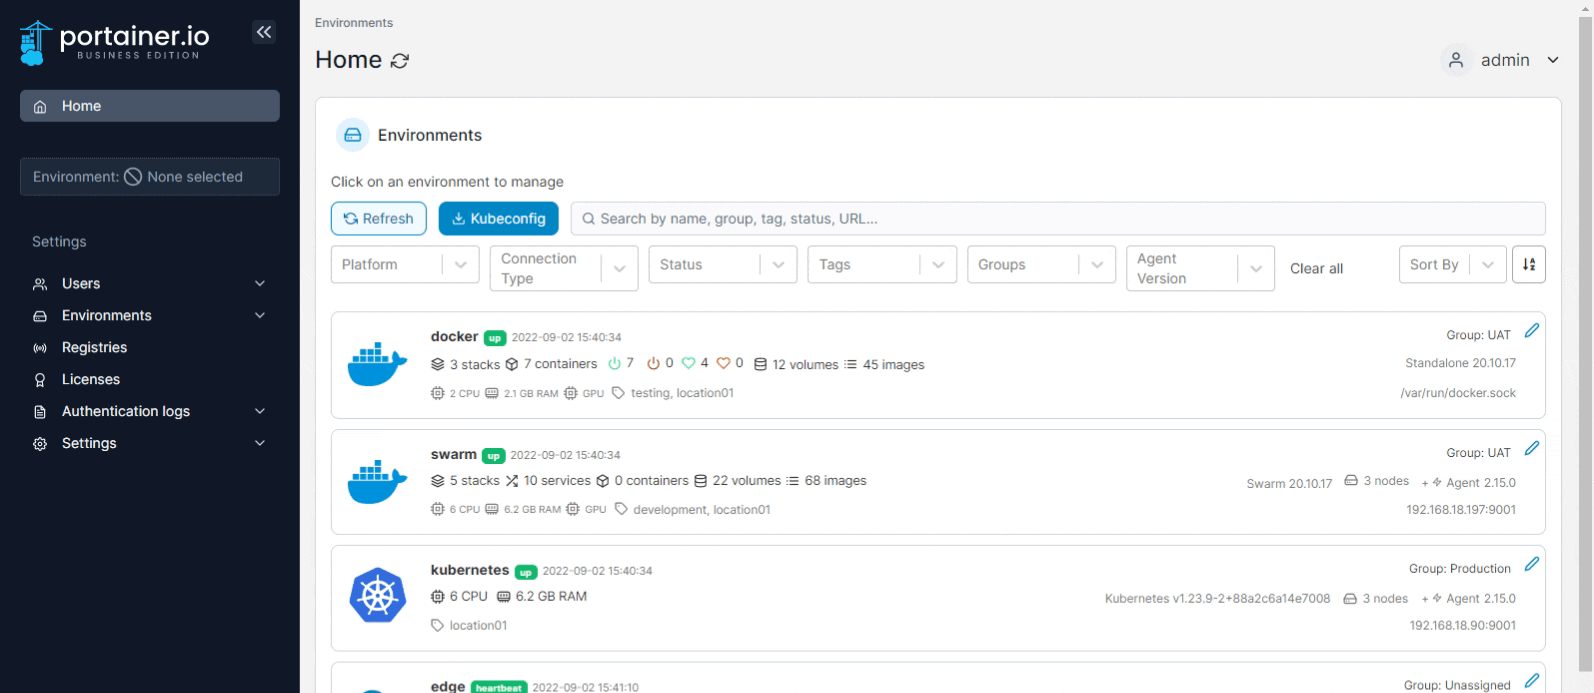 portainer.io
BUSINESS EDITION
Home
Environment: None selected
Settings
Users
Environments
Registries
Licenses
Authentication logs
Settings
Environments
Home
admin
Environments
Click on an environment to manage
Refresh
Kubeconfig
Search by name, group, tag, status, URL...
Platform
Connection
Type
Status
Tags
Groups
Agent
Version
Clear all
Sort By
docker up 2022-09-02 15:40:34
Group: UAT
3 stacks 7 containers 7 0 4 0 12 volumes 45 images
Standalone 20.10.17
2 CPU 2.1 GB RAM GPU testing, location01
/var/run/docker.sock
swarm up 2022-09-02 15:40:34
Group: UAT
5 stacks 10 services 0 containers 22 volumes 68 images
Swarm 20.10.17 3 nodes + Agent 2.15.0
6 CPU 6.2 GB RAM GPU development, location01
192.168.18.197:9001
kubernetes up 2022-09-02 15:40:34
Group: Production
6 CPU 6.2 GB RAM
Kubernetes v1.23.9-2+88a2c6a14e7008 3 nodes + Agent 2.15.0
location01
192.168.18.90:9001
edge heartbeat 2022-09-02 15:41:10
Group: Unassigned